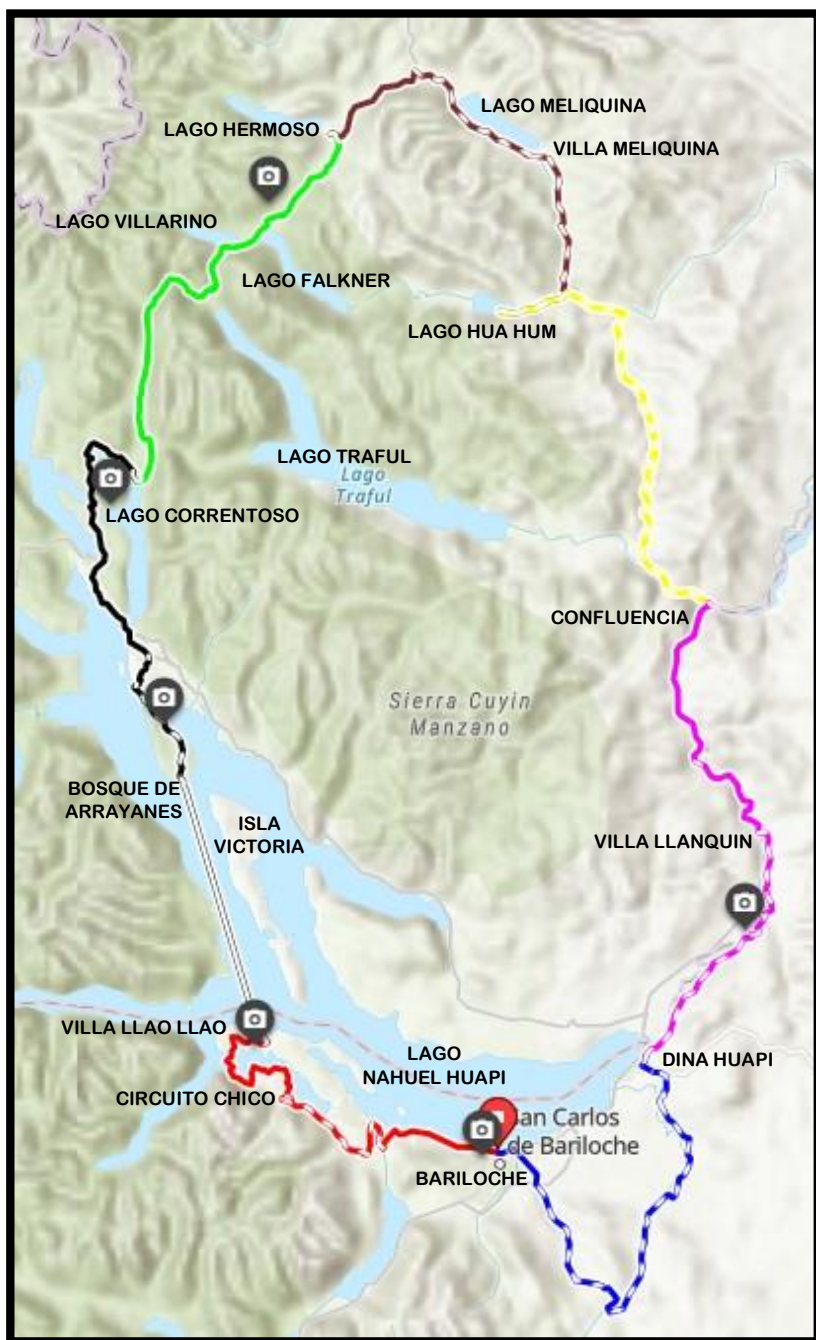 LAGO MELIQUINA
LAGO HERMOSO
VILLA MELIQUINA
LAGO VILLARINO
LAGO FALKNER
LAGO HUA HUM
LAGO TRAFUL
Lago
Traful
LAGO CORRENTOSO
CONFLUENCIA
Sierra Cuyin
Manzano
BOSQUE DE
ARRAYANES
ISLA
VICTORIA
VILLA LLANQUIN
VILLA LLAO LLAO
LAGO
NAHUEL HUAPI
DINA HUAPI
CIRCUITO CHICO
an Carlos
de Bariloche
BARILOCHE